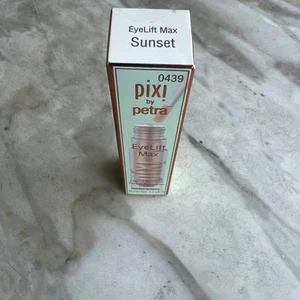 EyeLift Max
Sunset
0439
pixi
by
petra
EyeLift
Max